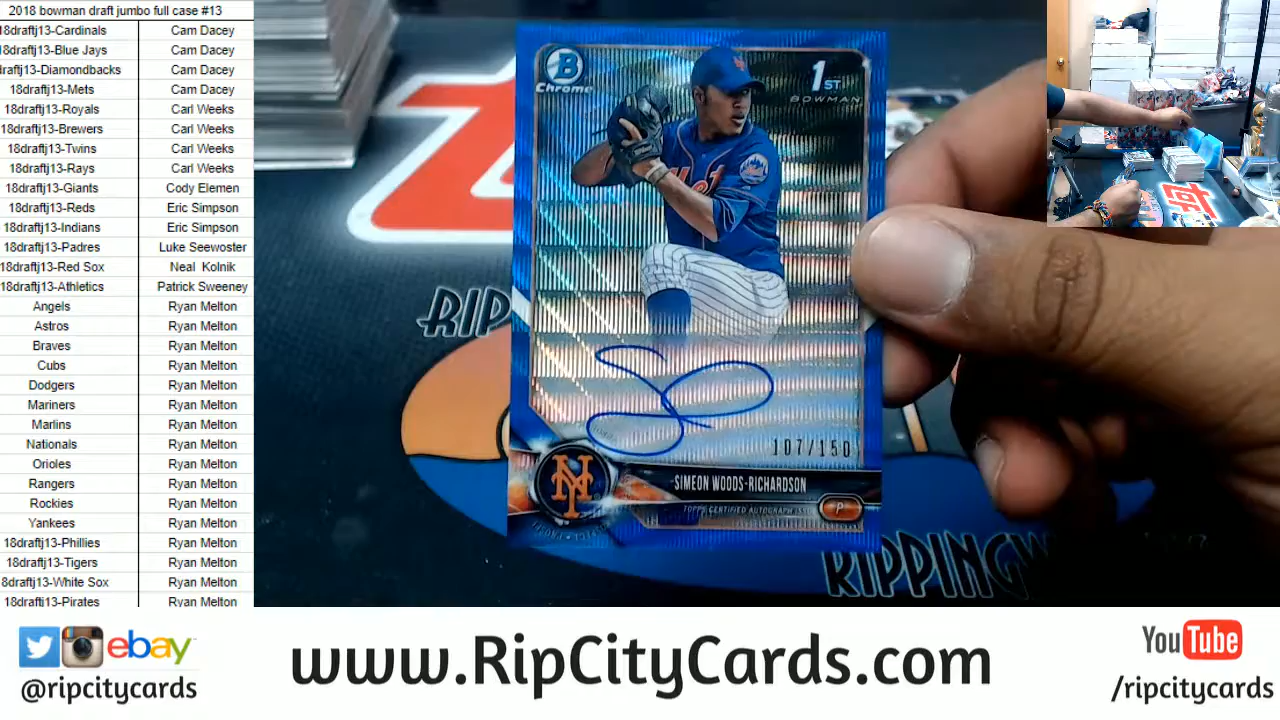 2018 bowman draft jumbo full case #13
18draftj13-Cardinals Cam Dacey
18draftj13-Blue Jays Cam Dacey
draftj13-Diamondbacks Cam Dacey
18draftj13-Mets Cam Dacey
18draftj13-Royals Carl Weeks
18draftj13-Brewers Carl Weeks
18draftj13-Twins Carl Weeks
18draftj13-Rays Carl Weeks
18draftj13-Giants Cody Elemen
18draftj13-Reds Eric Simpson
18draftj13-Indians Eric Simpson
18draftj13-Padres Luke Seewoster
18draftj13-Red Sox Neal Kolnik
18draftj13-Athletics Patrick Sweeney
Angels Ryan Melton
Astros Ryan Melton
Braves Ryan Melton
Cubs Ryan Melton
Dodgers Ryan Melton
Mariners Ryan Melton
Marlins Ryan Melton
Nationals Ryan Melton
Orioles Ryan Melton
Rangers Ryan Melton
Rockies Ryan Melton
Yankees Ryan Melton
18draftj13-Phillies Ryan Melton
18draftj13-Tigers Ryan Melton
8draftj13-White Sox Ryan Melton
18draftj13-Pirates Ryan Melton
B
Chrome
1ST
BOWMAN
Mets
107/150
NY
SIMEON WOODS-RICHARDSON
TOPPS CERTIFIED AUTOGRAPH ISSUE
P
RIP
RIPPINGW
ebay
@ripcitycards
www.RipCityCards.com
YouTube
/ripcitycards